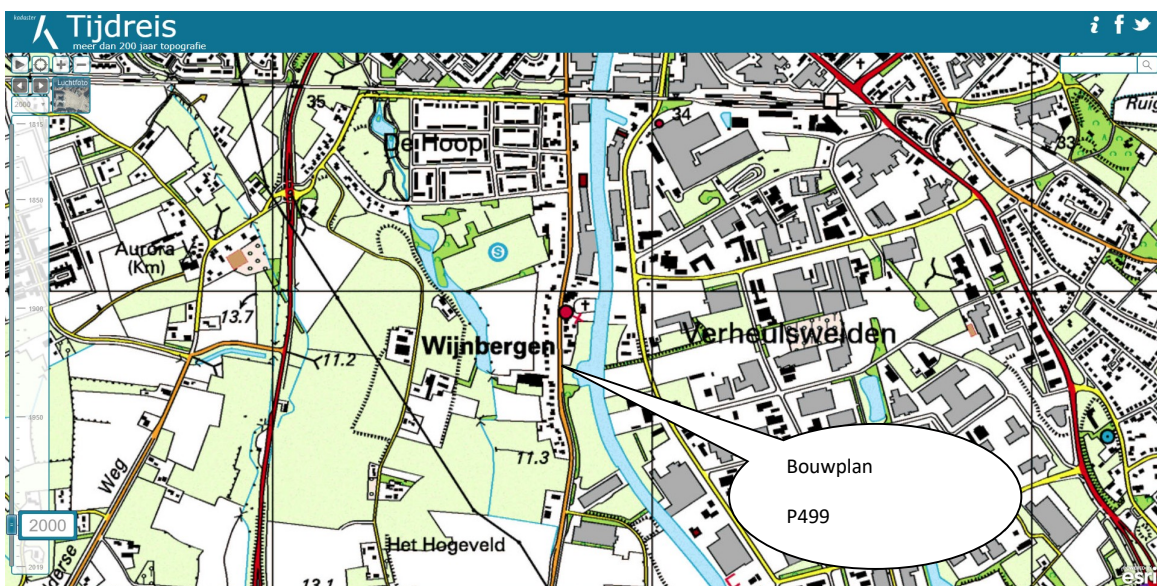 kadaster
Tijdreis
meer dan 200 jaar topografie
Luchtfoto
2000
1815
1850
1900
1950
2000
2019
35
De Hoop
34
33
Ruig
S
Aurora
(Km)
13.7
11.2
Wijnbergen
Verheulsweiden
11.3
Weg
Het Hogeveld
13.1
Bouwplan
P499
esri